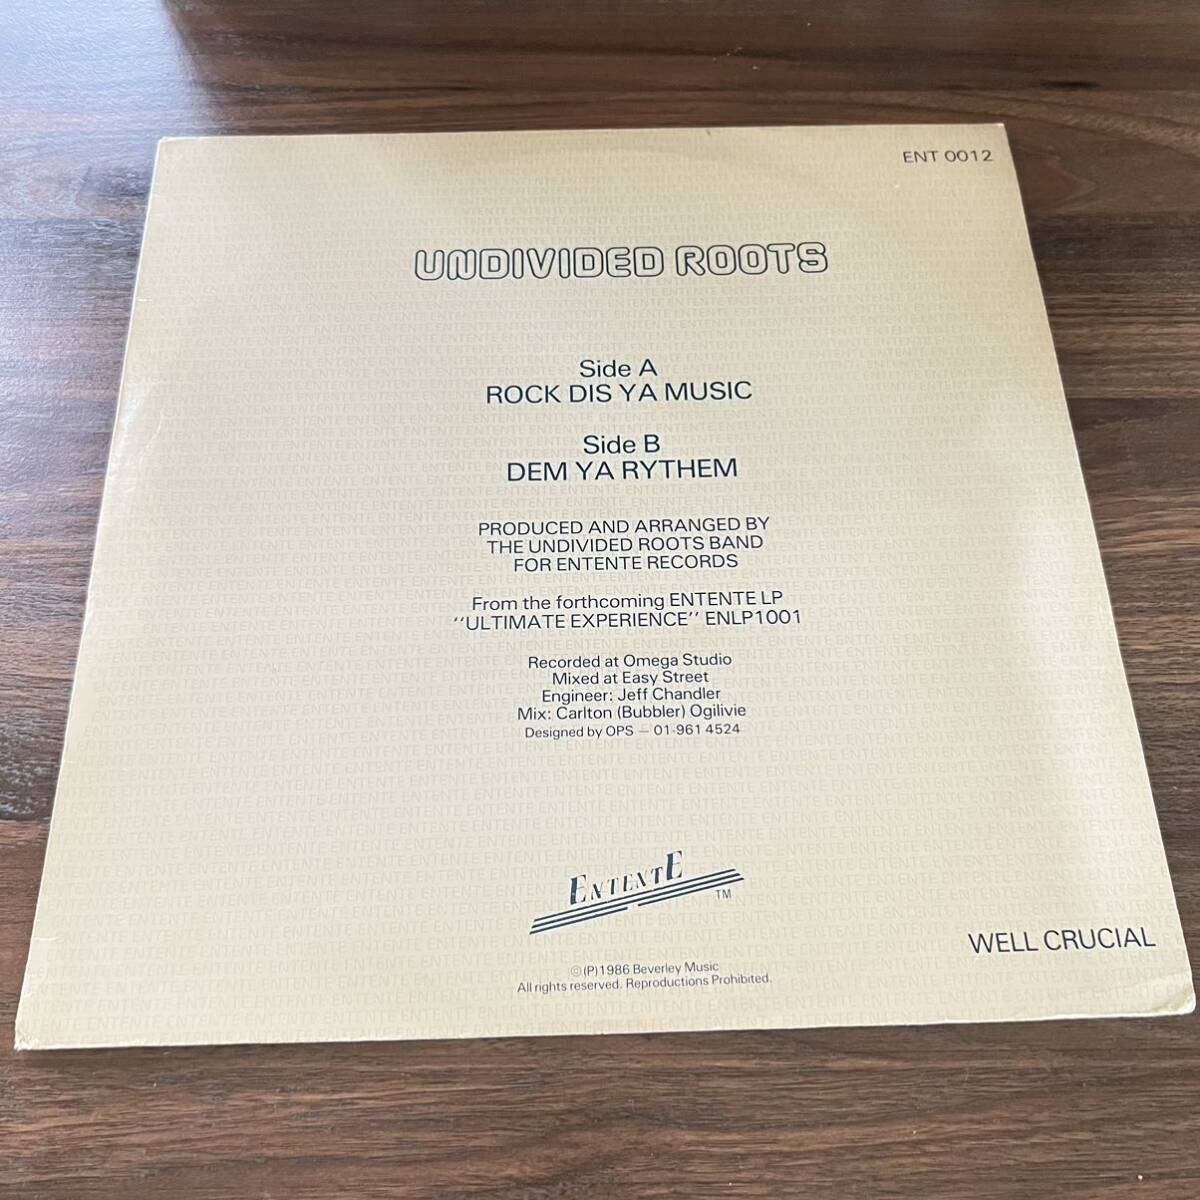 ENT 0012
UNDIVIDED ROOTS
Side A
ROCK DIS YA MUSIC
Side B
DEM YA RYTHEM
PRODUCED AND ARRANGED BY
THE UNDIVIDED ROOTS BAND
FOR ENTENTE RECORDS
From the forthcoming ENTENTE LP
‘‘ULTIMATE EXPERIENCE’’ ENLP1001
Recorded at Omega Studio
Mixed at Easy Street
Engineer: Jeff Chandler
Mix: Carlton (Bubbler) Ogilivie
Designed by OPS — 01-961 4524
ENTENTE
TM
WELL CRUCIAL
©(P)1986 Beverley Music
All rights reserved. Reproductions Prohibited.